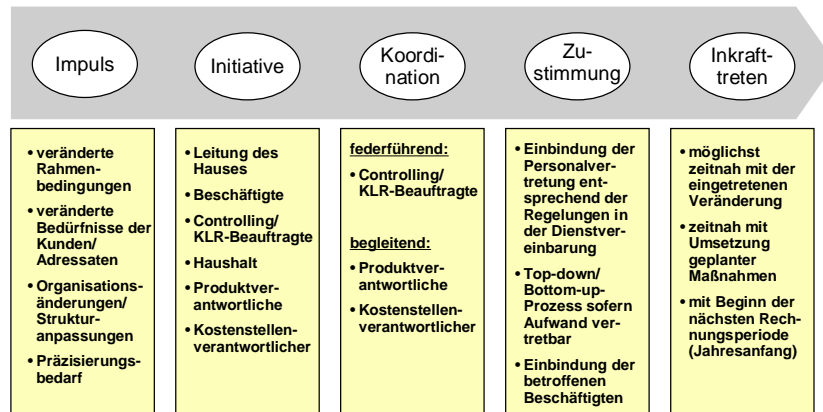 Impuls
Initiative
Koordi-
nation
Zu-
stimmung
Inkraft-
treten
• veränderte
Rahmen-
bedingungen
• veränderte
Bedürfnisse der
Kunden/
Adressaten
• Organisations-
änderungen/
Struktur-
anpassungen
• Präzisierungs-
bedarf
• Leitung des
Hauses
• Beschäftigte
• Controlling/
KLR-Beauftragte
• Haushalt
• Produktver-
antwortliche
• Kostenstellen-
verantwortlicher
federführend:
• Controlling/
KLR-Beauftragte
begleitend:
• Produktver-
antwortliche
• Kostenstellen-
verantwortlicher
• Einbindung der
Personalver-
tretung ent-
sprechend der
Regelungen in
der Dienstver-
einbarung
• Top-down/
Bottom-up-
Prozess sofern
Aufwand ver-
tretbar
• Einbindung der
betroffenen
Beschäftigten
• möglichst
zeitnah mit der
eingetretenen
Veränderung
• zeitnah mit
Umsetzung
geplanter
Maßnahmen
• mit Beginn der
nächsten Rech-
nungsperiode
(Jahresanfang)